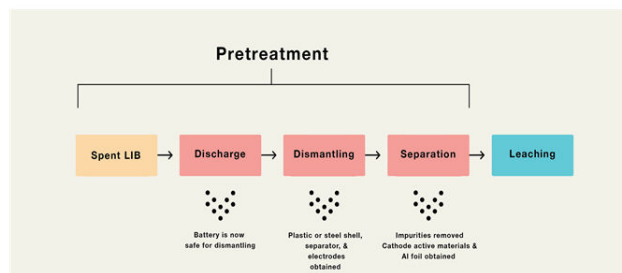 Pretreatment
Spent LIB
Discharge
Dismantling
Separation
Leaching
Battery is now
safe for dismantling
Plastic or steel shell,
separator, &
electrodes
obtained
Impurities removed
Cathode active materials &
Al foil obtained